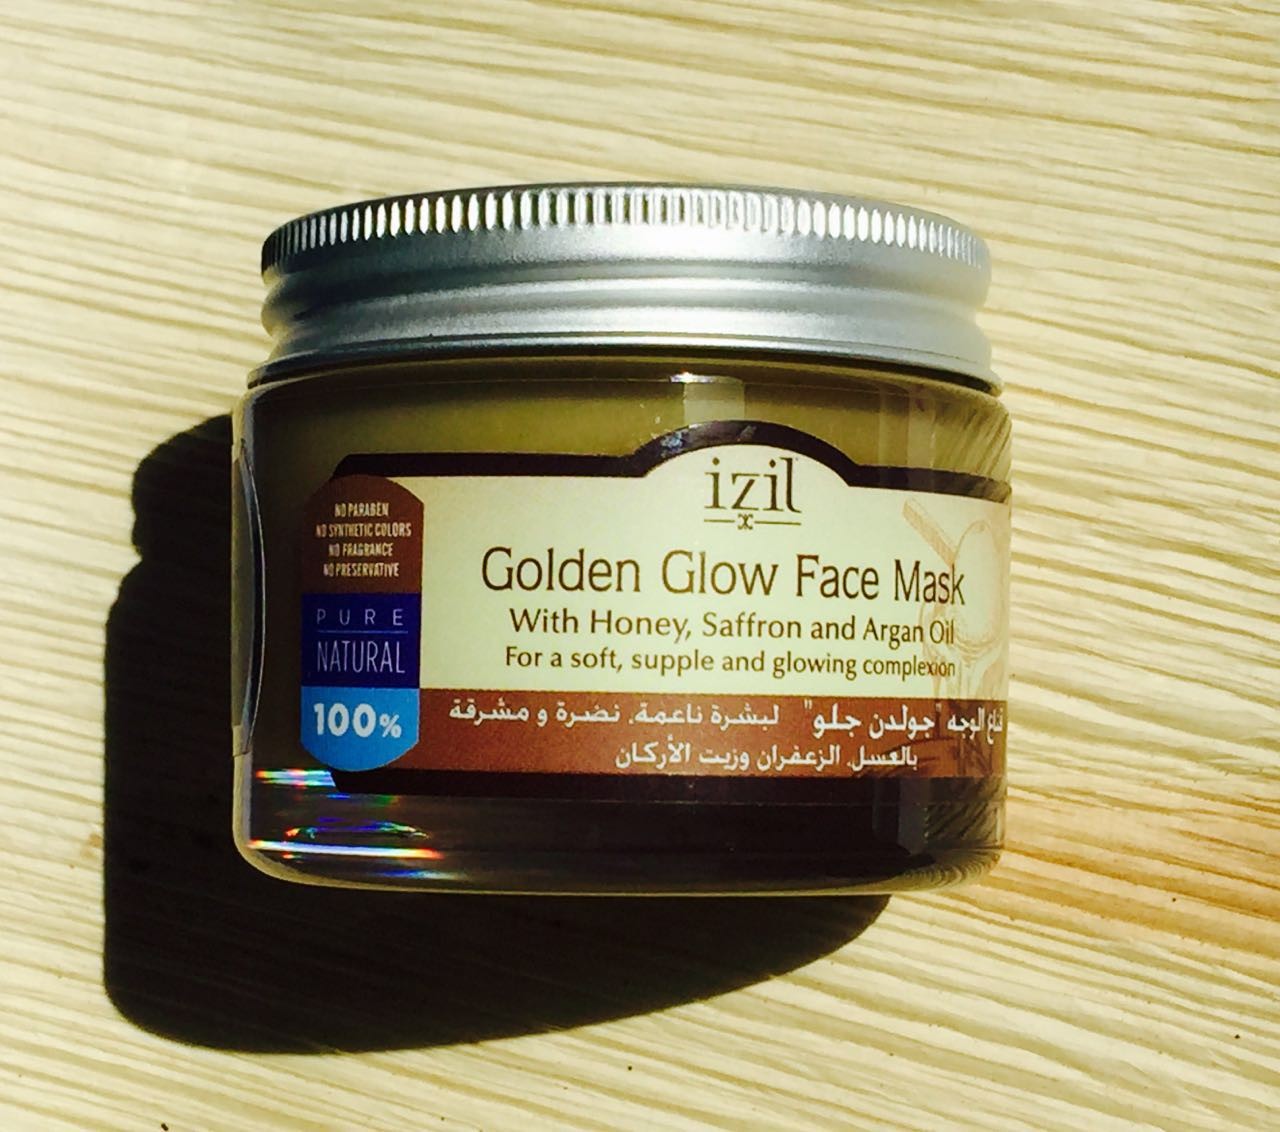 izil
Golden Glow Face Mask
With Honey, Saffron and Argan Oil
For a soft, supple and glowing complexion
قناع الوجه "جولدن جلو" لبشرة ناعمة, نضرة و مشرقة
بالعسل, الزعفران وزيت الأركان
NO PARABEN
NO SYNTHETIC COLORS
NO FRAGRANCE
NO PRESERVATIVE
PURE
NATURAL
100%